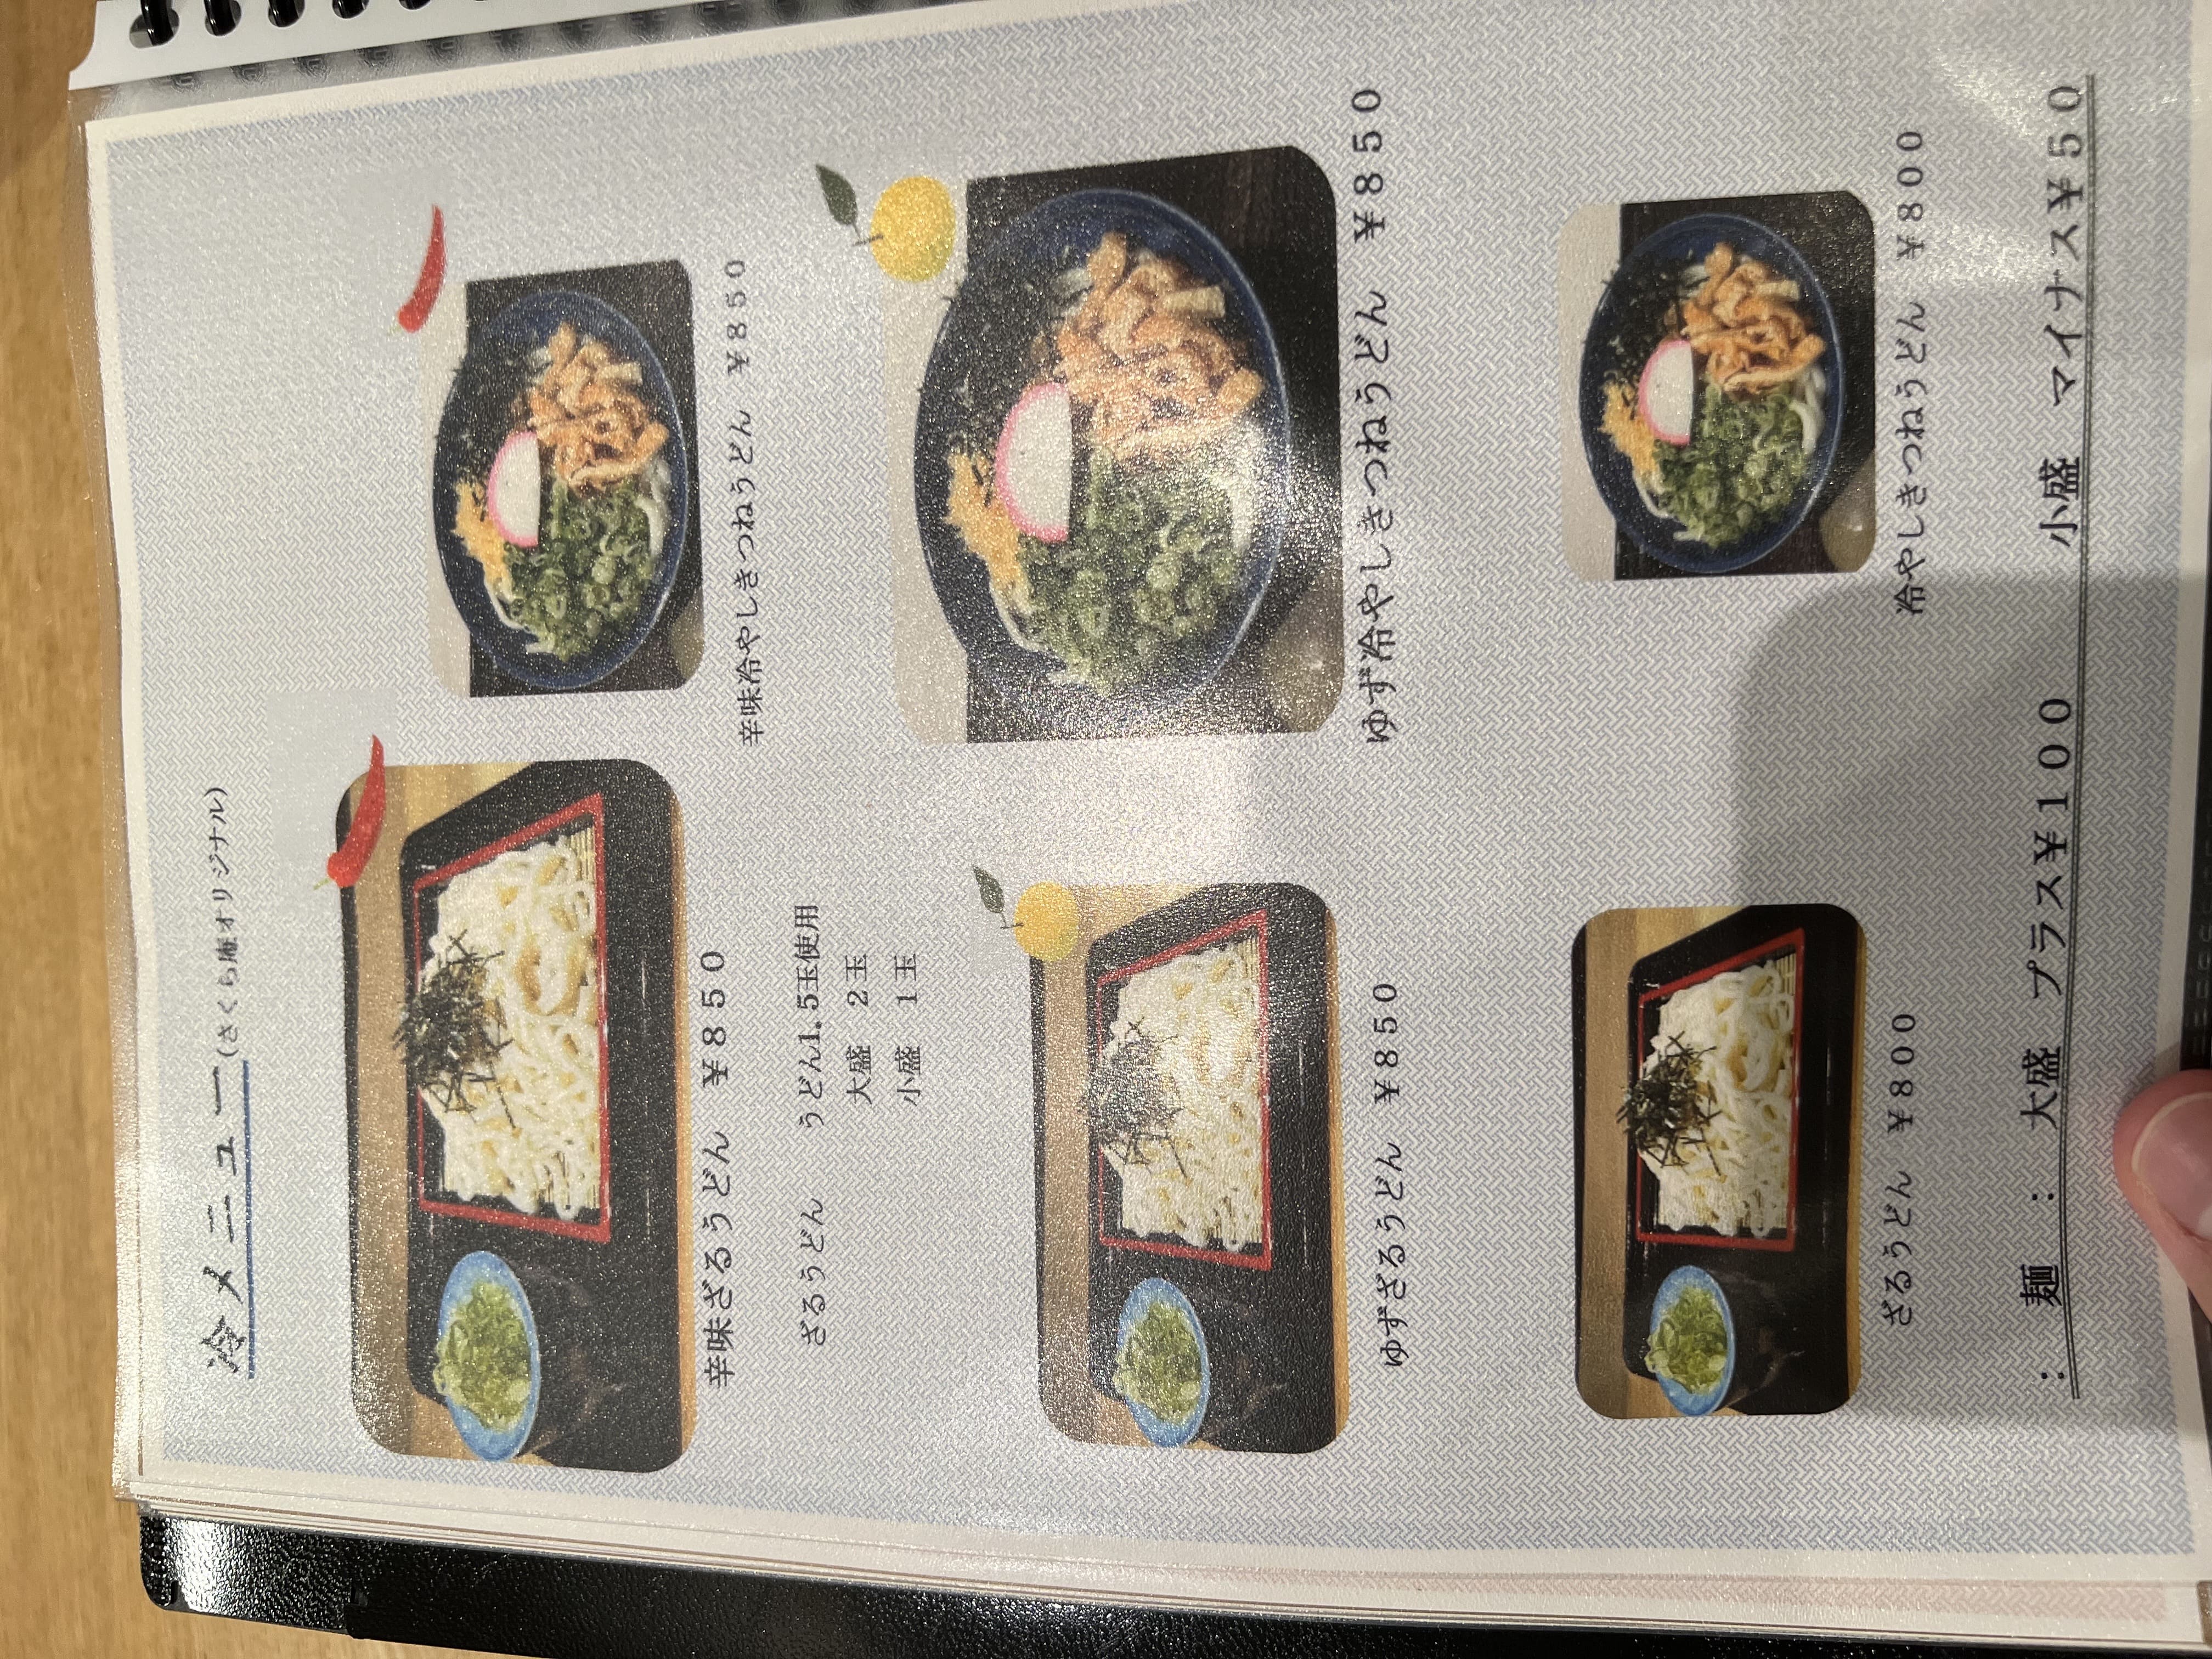 冷メニュー(さくら庵オリジナル)
辛味ざるうどん　￥８５０
辛味冷やしきつねうどん　￥８５０
ざるうどん　　うどん1.5玉使用
大盛　２玉
小盛　１玉
ゆずざるうどん　￥８５０
ゆず冷やしきつねうどん　￥８５０
ざるうどん　￥８００
冷やしきつねうどん　￥８００
：　麺　：　大盛　プラス￥１００　　　小盛　マイナス￥５０